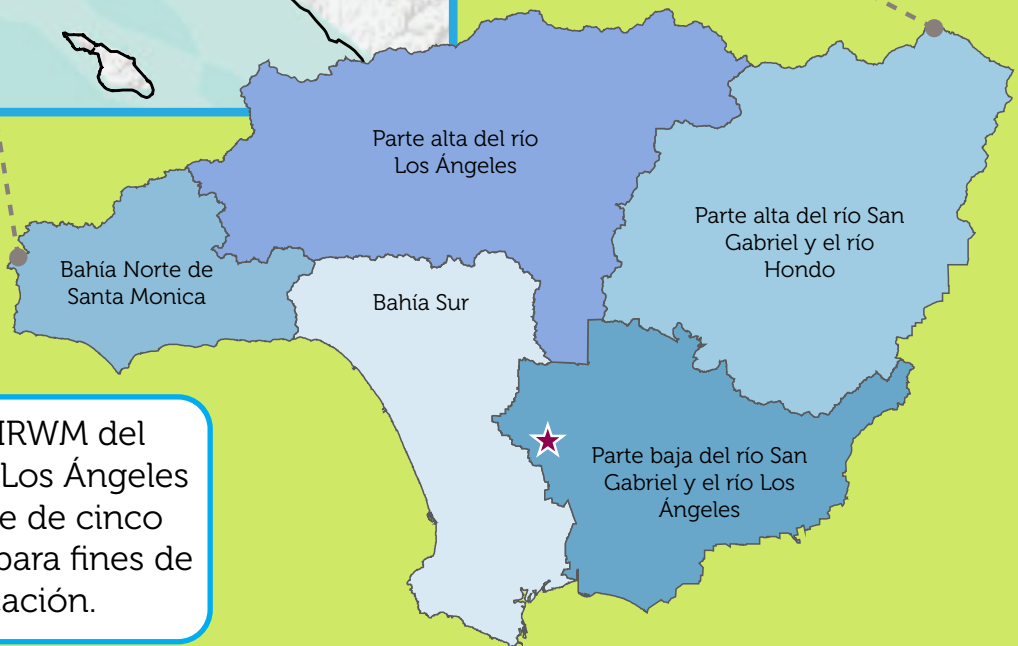 Parte alta del río
Los Ángeles
Parte alta del río San
Gabriel y el río
Hondo
Bahía Norte de
Santa Monica
Bahía Sur
Parte baja del río San
Gabriel y el río Los
Ángeles
IRWM del
Los Ángeles
e de cinco
para fines de
ación.